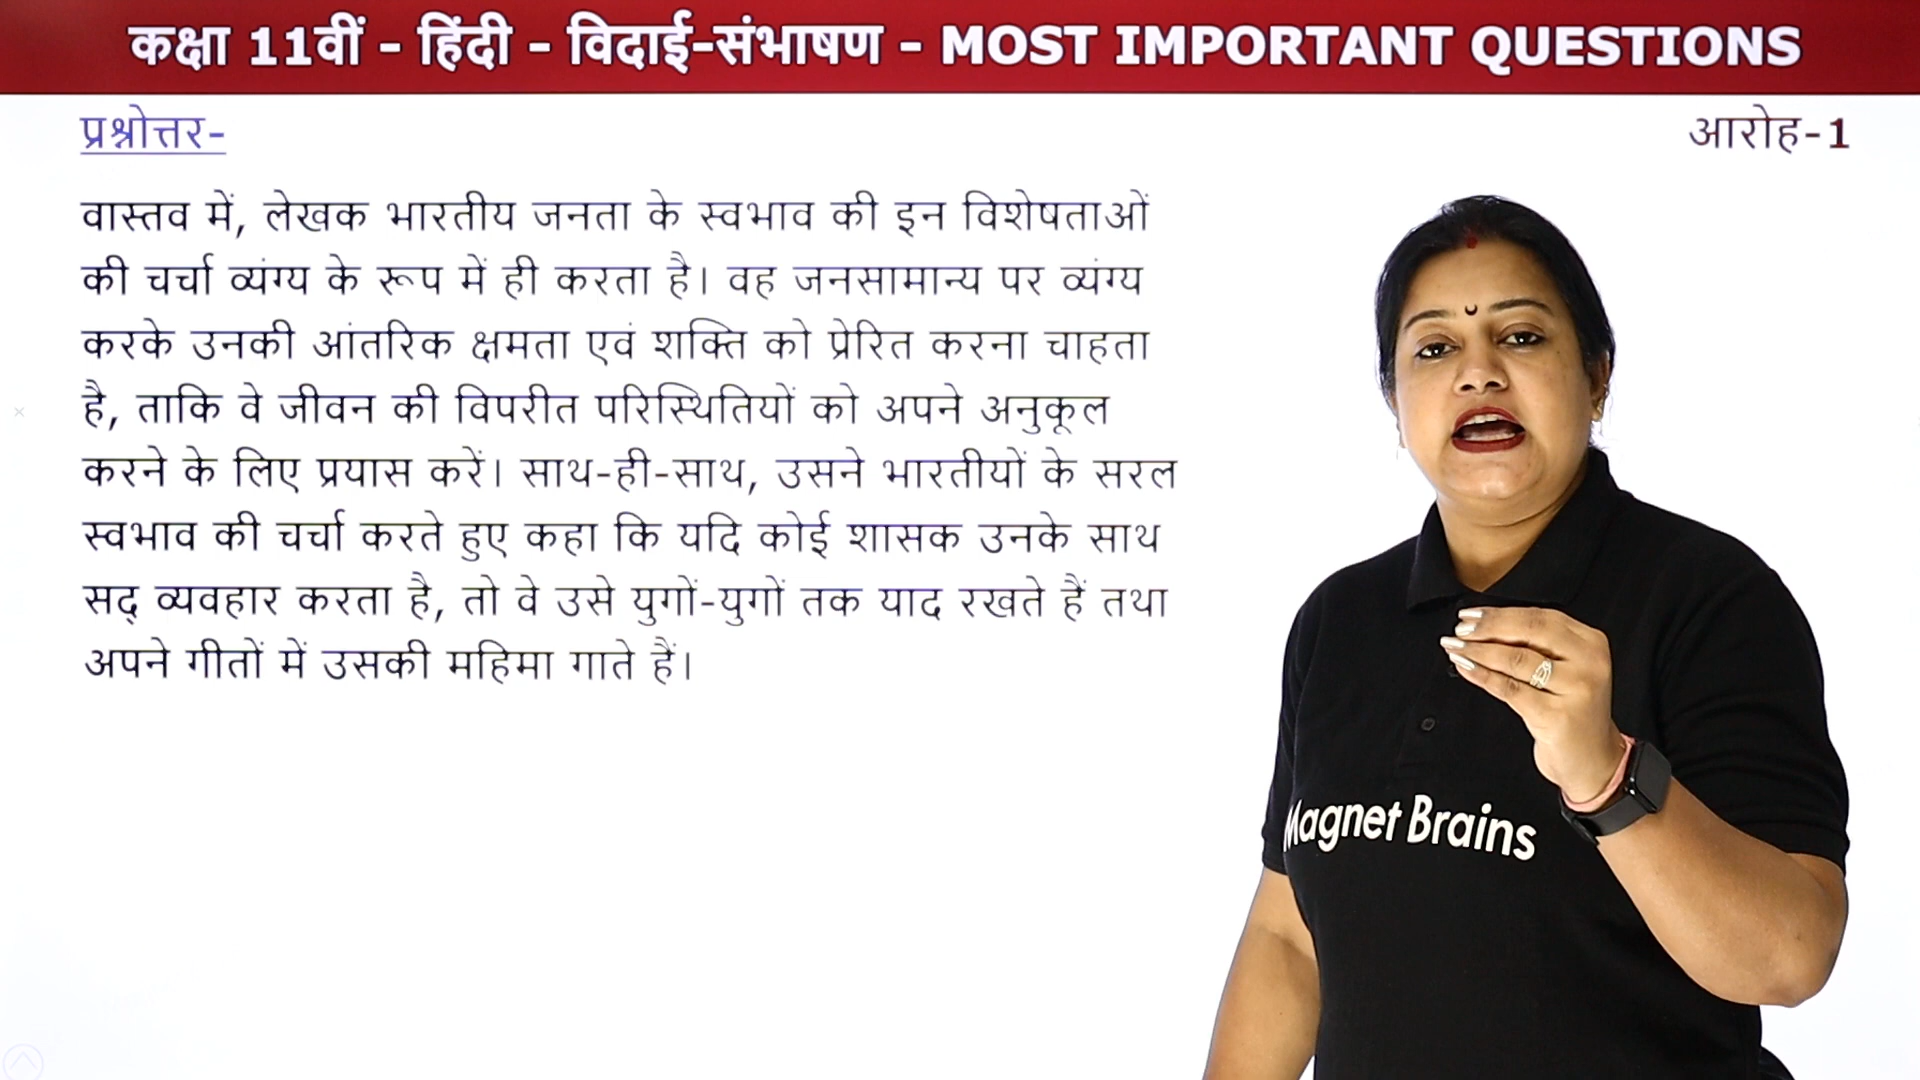 कक्षा 11वीं - हिंदी - विदाई-संभाषण - MOST IMPORTANT QUESTIONS
प्रश्नोत्तर-
आरोह-1
वास्तव में, लेखक भारतीय जनता के स्वभाव की इन विशेषताओं
की चर्चा व्यंग्य के रूप में ही करता है। वह जनसामान्य पर व्यंग्य
करके उनकी आंतरिक क्षमता एवं शक्ति को प्रेरित करना चाहता
है, ताकि वे जीवन की विपरीत परिस्थितियों को अपने अनुकूल
करने के लिए प्रयास करें। साथ-ही-साथ, उसने भारतीयों के सरल
स्वभाव की चर्चा करते हुए कहा कि यदि कोई शासक उनके साथ
सद् व्यवहार करता है, तो वे उसे युगों-युगों तक याद रखते हैं तथा
अपने गीतों में उसकी महिमा गाते हैं।
Magnet Brains